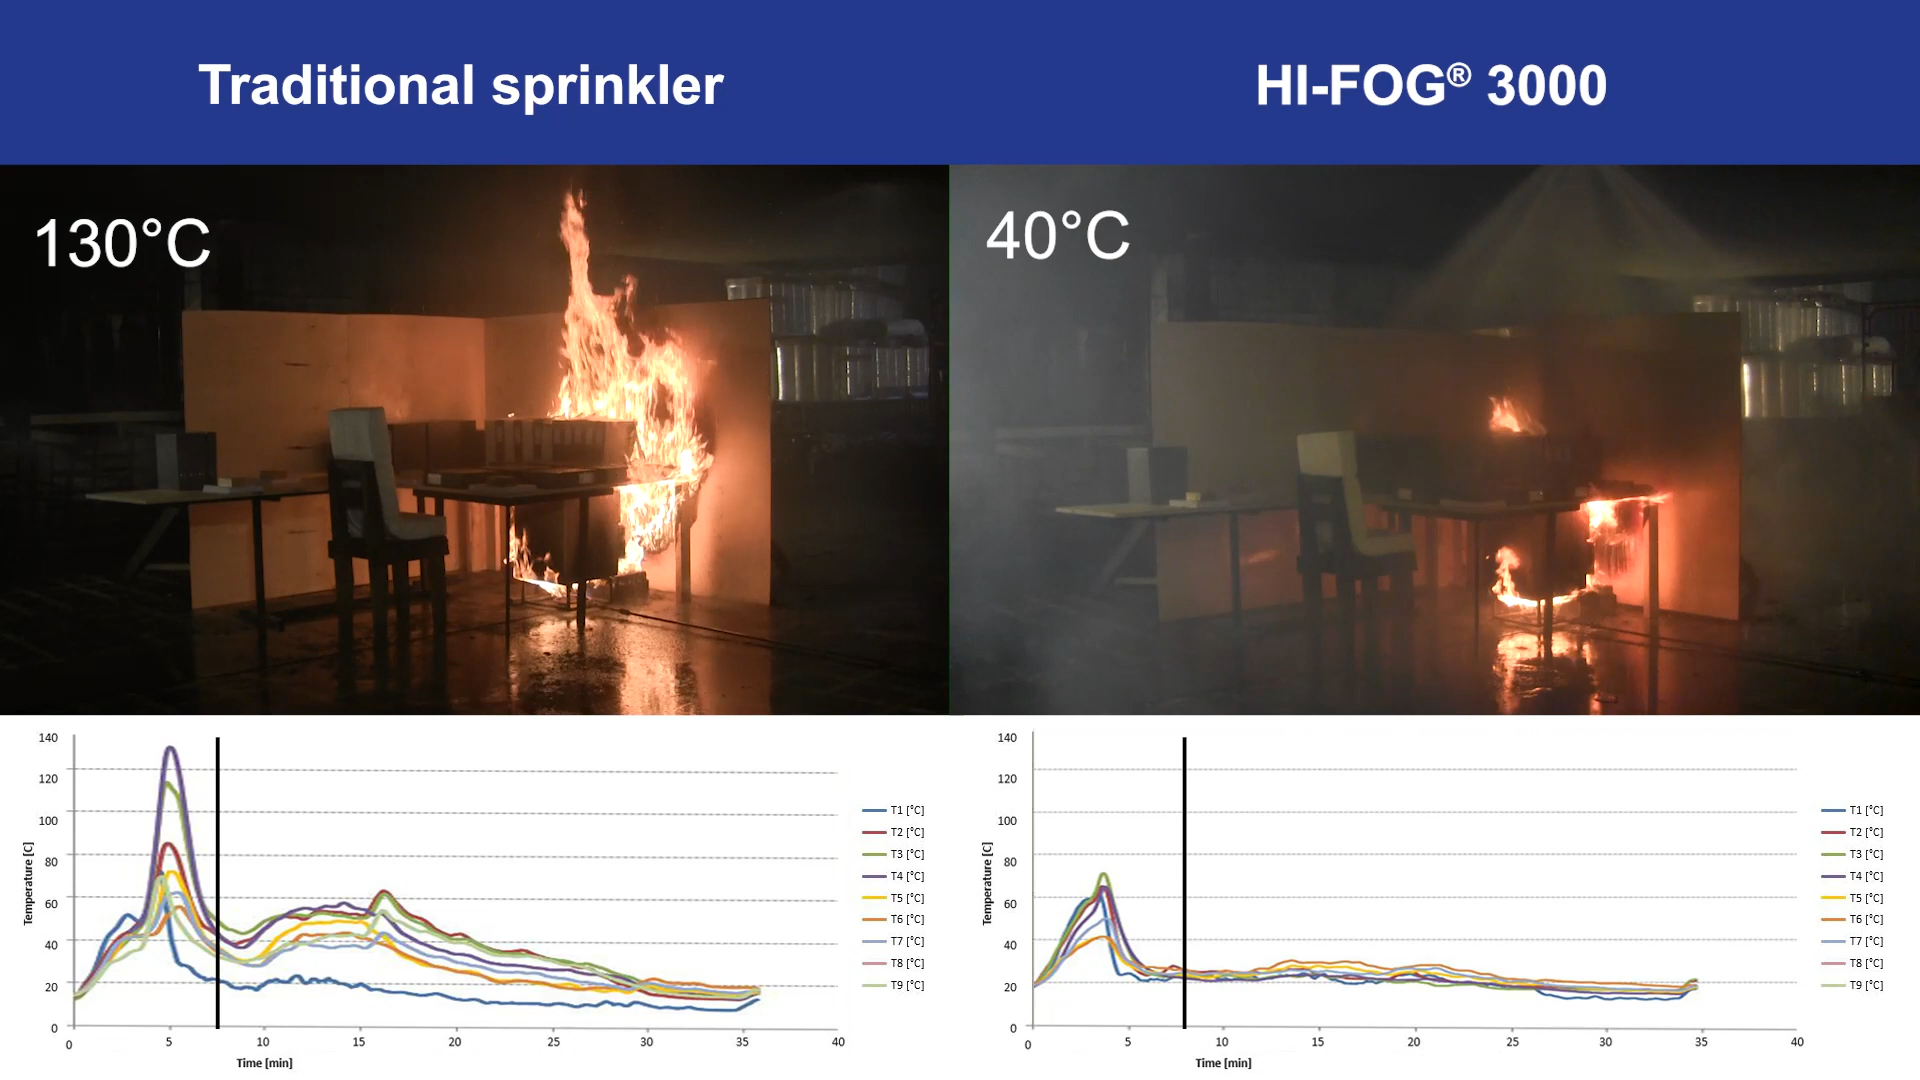 Traditional sprinkler
HI-FOG® 3000
130°C
40°C
140
120
100
80
60
40
20
0
Temperature [C]
0 5 10 15 20 25 30 35 40
Time [min]
T1 [°C]
T2 [°C]
T3 [°C]
T4 [°C]
T5 [°C]
T6 [°C]
T7 [°C]
T8 [°C]
T9 [°C]
140
120
100
80
60
40
20
0
Temperature [C]
0 5 10 15 20 25 30 35 40
Time [min]
T1 [°C]
T2 [°C]
T3 [°C]
T4 [°C]
T5 [°C]
T6 [°C]
T7 [°C]
T8 [°C]
T9 [°C]